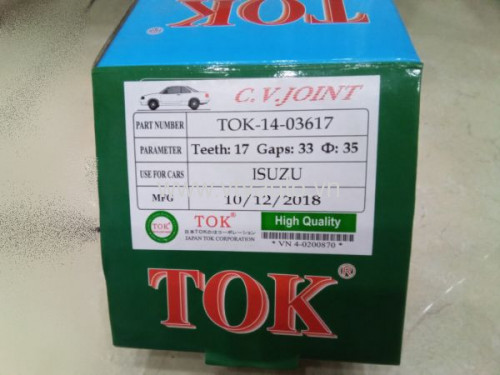 TOK
C.V.JOINT
PART NUMBER TOK-14-03617
PARAMETER Teeth: 17 Gaps: 33 Φ: 35
USE FOR CARS ISUZU
MFG 10/12/2018
TOK TOK® High Quality
JAPAN TOK CORPORATION * VN 4-0200870 *
TOK ®